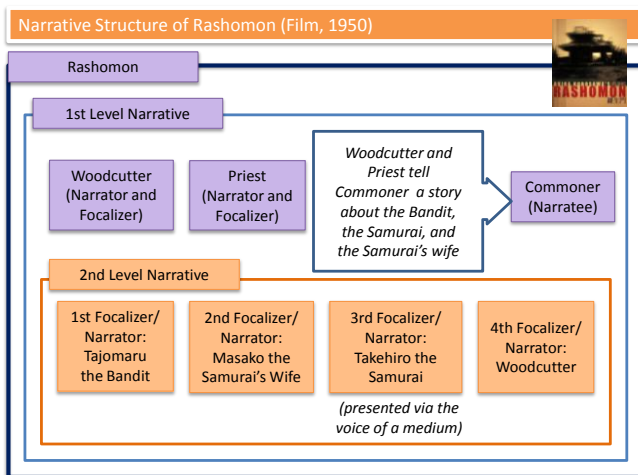 Narrative Structure of Rashomon (Film, 1950)
RASHOMON
Rashomon
1st Level Narrative
Woodcutter
(Narrator and
Focalizer)
Priest
(Narrator and
Focalizer)
Woodcutter and
Priest tell
Commoner a story
about the Bandit,
the Samurai, and
the Samurai's wife
Commoner
(Narratee)
2nd Level Narrative
1st Focalizer/
Narrator:
Tajomaru
the Bandit
2nd Focalizer/
Narrator:
Masako the
Samurai's Wife
3rd Focalizer/
Narrator:
Takehiro the
Samurai
(presented via the
voice of a medium)
4th Focalizer/
Narrator:
Woodcutter